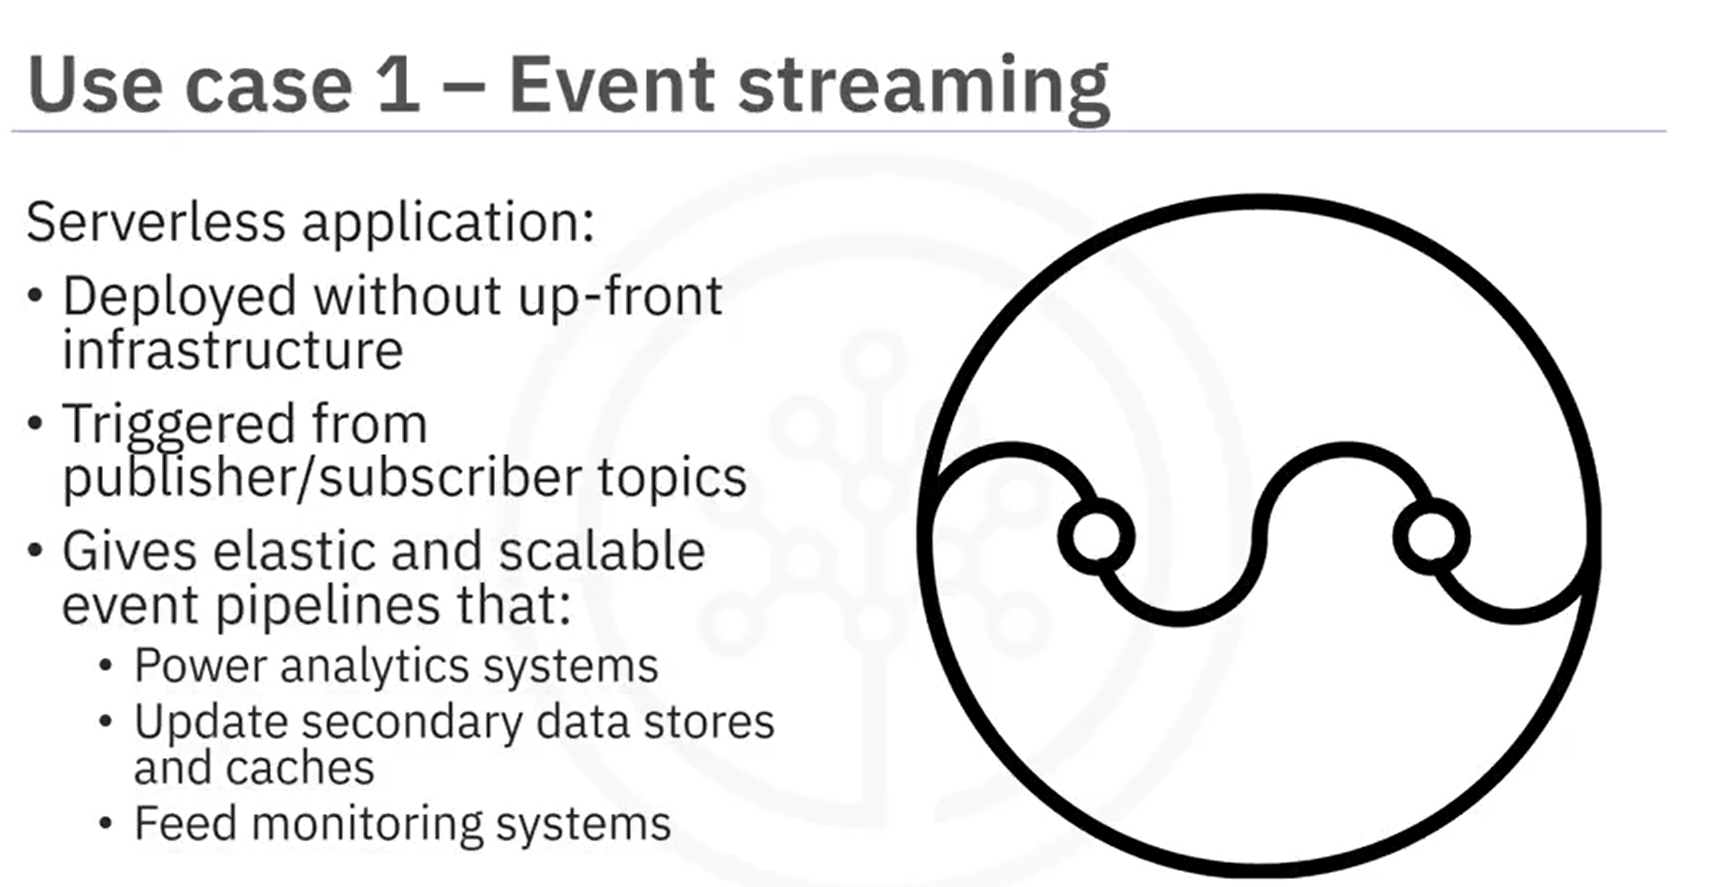 Use case 1 – Event streaming
Serverless application:
• Deployed without up-front
infrastructure
• Triggered from
publisher/subscriber topics
• Gives elastic and scalable
event pipelines that:
• Power analytics systems
• Update secondary data stores
and caches
• Feed monitoring systems